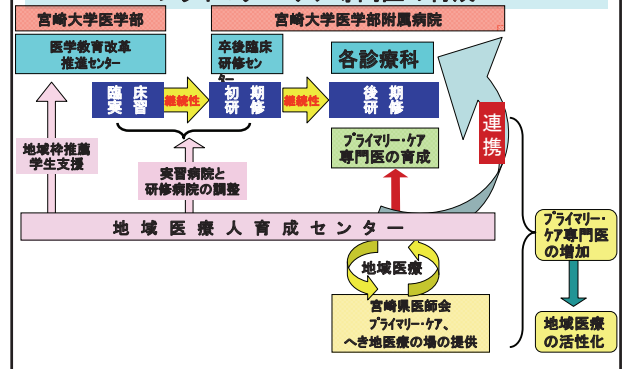 宮崎大学医学部
宮崎大学医学部附属病院
医学教育改革
推進センター
卒後臨床
研修セン
ター
各診療科
臨　床
実　習
継続性
初　期
研　修
継続性
後　期
研　修
連携
地域枠推薦
学生支援
実習病院と
研修病院の調整
プライマリー・ケア
専門医の育成
地 域 医 療 人 育 成 セ ン タ ー
地域医療
宮崎県医師会
プライマリー・ケア、
へき地医療の場の提供
プライマリー・
ケア専門医
の増加
地域医療
の活性化